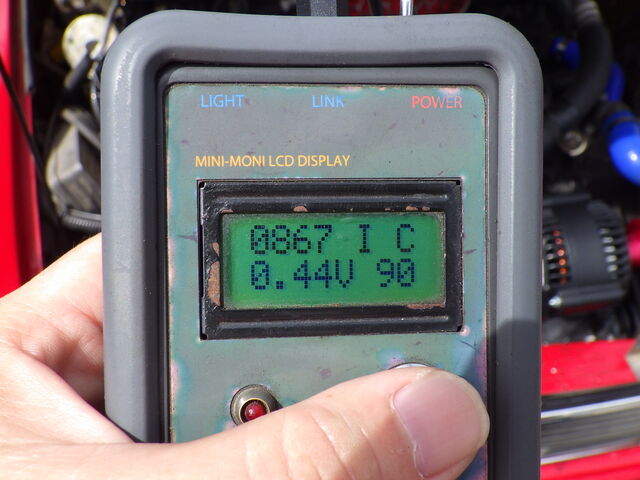 LIGHT LINK POWER
MINI-MONI LCD DISPLAY
0867 I C
0.44V 90